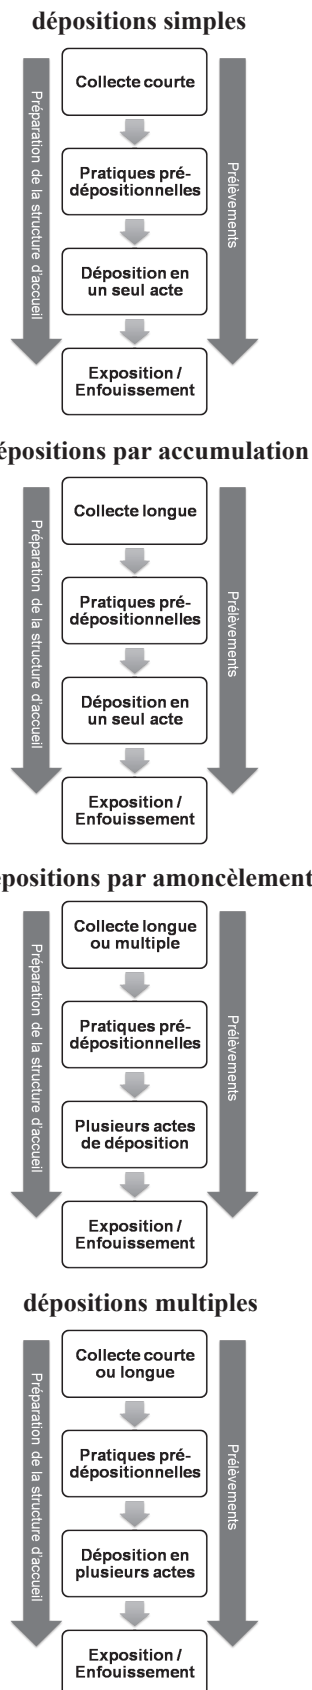 dépositions simples
Collecte courte
Préparation de la structure d'accueil
Prélèvements
Pratiques pré-
dépositionnelles
Déposition en
un seul acte
Exposition /
Enfouissement
épositions par accumulation
Collecte longue
Préparation de la structure d'accueil
Prélèvements
Pratiques pré-
dépositionnelles
Déposition en
un seul acte
Exposition /
Enfouissement
épositions par amoncèlement
Collecte longue
ou multiple
Préparation de la structure d'accueil
Prélèvements
Pratiques pré-
dépositionnelles
Plusieurs actes
de déposition
Exposition /
Enfouissement
dépositions multiples
Collecte courte
ou longue
Préparation de la structure d'accueil
Prélèvements
Pratiques pré-
dépositionnelles
Déposition en
plusieurs actes
Exposition /
Enfouissement